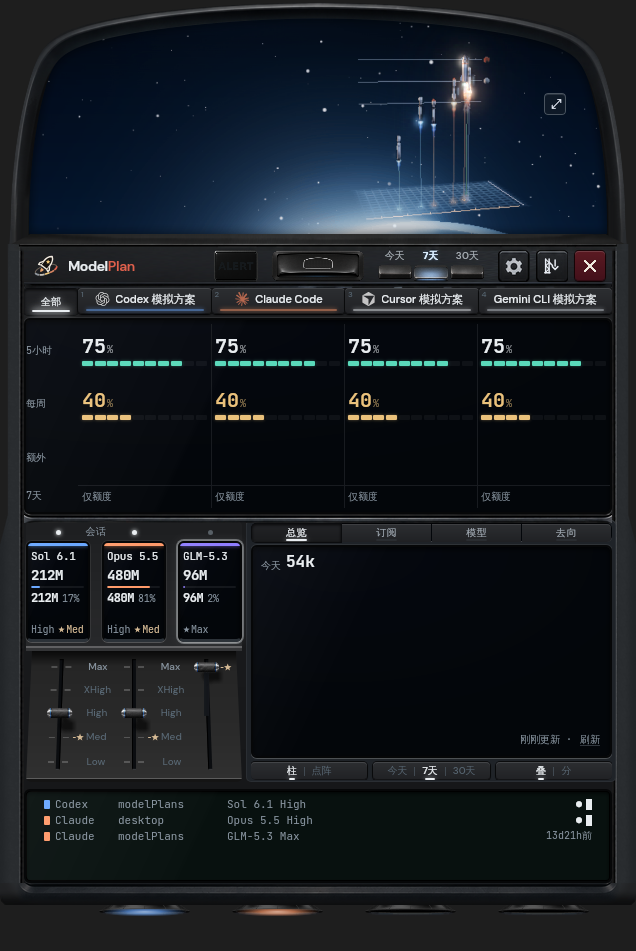 ModelPlan
ALERT
今天 7天 30天
全部
1 Codex 模拟方案
2 Claude Code
3 Cursor 模拟方案
4 Gemini CLI 模拟方案
5小时 75% 75% 75% 75%
每周 40% 40% 40% 40%
额外
7天 仅额度 仅额度 仅额度 仅额度
会话
总览 订阅 模型 去向
Sol 6.1 Opus 5.5 GLM-5.3
212M 480M 96M
212M 17% 480M 81% 96M 2%
High ★Med High ★Med ★Max
今天 54k
Max Max ★
XHigh XHigh
High High
★ Med ★ Med
Low Low
刚刚更新 · 刷新
柱 | 点阵 今天 | 7天 | 30天 叠 | 分
Codex modelPlans Sol 6.1 High
Claude desktop Opus 5.5 High
Claude modelPlans GLM-5.3 Max 13d21h前